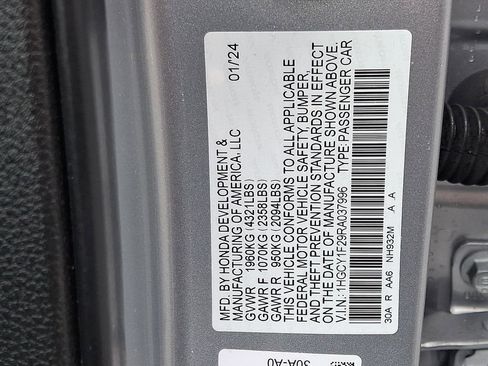 MFD. BY HONDA DEVELOPMENT & 01/24
MANUFACTURING OF AMERICA, LLC
GVWR 1960KG (4321LBS)
GAWR F 1070KG (2358LBS)
GAWR R 950KG (2094LBS)
THIS VEHICLE CONFORMS TO ALL APPLICABLE
FEDERAL MOTOR VEHICLE SAFETY, BUMPER,
AND THEFT PREVENTION STANDARDS IN EFFECT
ON THE DATE OF MANUFACTURE SHOWN ABOVE.
V.I.N.: 1HGCY1F29RA037996 TYPE: PASSENGER CAR
30A R AA6 NH932M A A
30A-A0